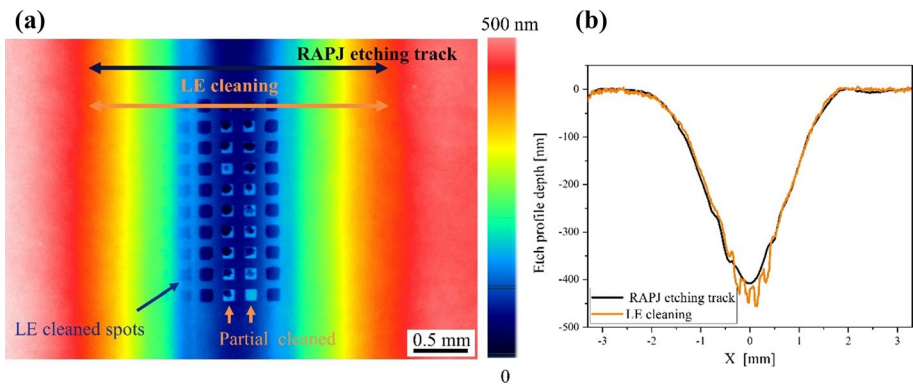 (a)
500 nm
RAPJ etching track
LE cleaning
LE cleaned spots
Partial cleaned
0.5 mm
0
(b)
0
-100
-200
-300
-400
-500
Etch profile depth [nm]
RAPJ etching track
LE cleaning
-3 -2 -1 0 1 2 3
X [mm]